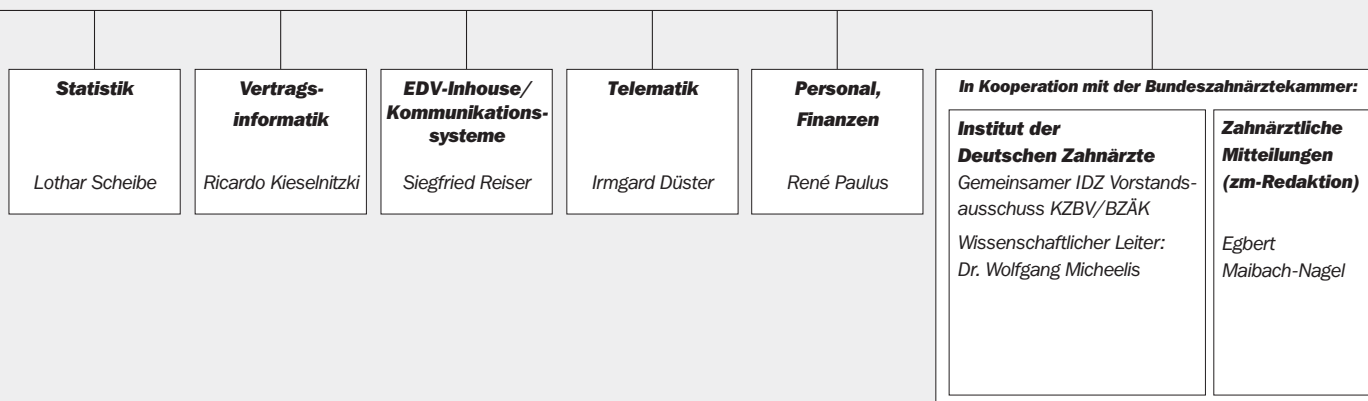 Statistik
Lothar Scheibe
Vertrags-
informatik
Ricardo Kieselnitzki
EDV-Inhouse/
Kommunikations-
systeme
Siegfried Reiser
Telematik
Irmgard Düster
Personal,
Finanzen
René Paulus
In Kooperation mit der Bundeszahnärztekammer:
Institut der
Deutschen Zahnärzte
Gemeinsamer IDZ Vorstands-
ausschuss KZBV/BZÄK
Wissenschaftlicher Leiter:
Dr. Wolfgang Micheelis
Zahnärztliche
Mitteilungen
(zm-Redaktion)
Egbert
Maibach-Nagel